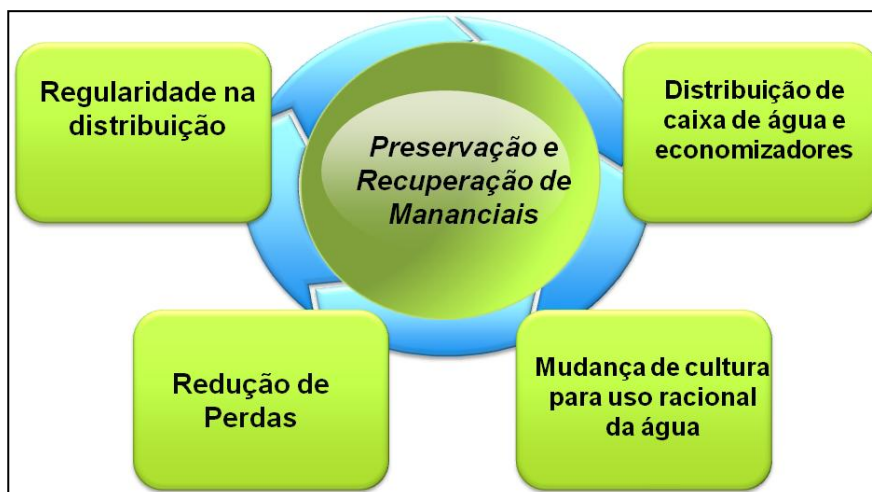 Regularidade na
distribuição
Preservação e
Recuperação de
Mananciais
Distribuição de
caixa de água e
economizadores
Redução de
Perdas
Mudança de cultura
para uso racional
da água